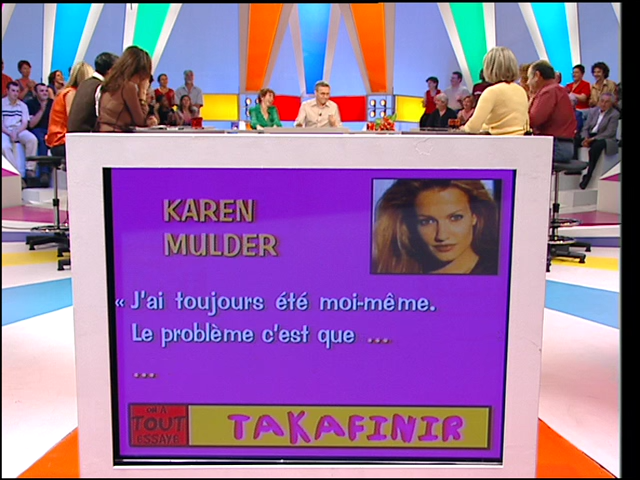 KAREN
MULDER
« J'ai toujours été moi-même.
Le problème c'est que ...
...
ON A
TOUT
ESSAYÉ
TAKAFINIR